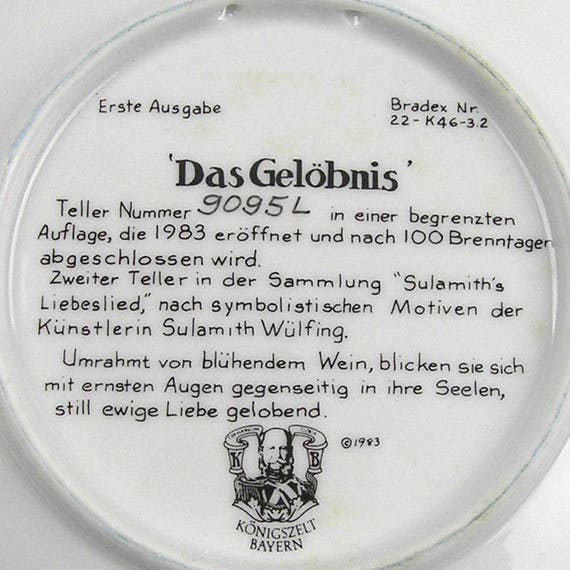 Erste Ausgabe
Bradex Nr.
22-K46-3.2
'Das Gelöbnis'
Teller Nummer 9095L in einer begrenzten
Auflage, die 1983 eröffnet und nach 100 Brenntagen
abgeschlossen wird.
Zweiter Teller in der Sammlung "Sulamith's
Liebeslied," nach symbolistischen Motiven der
Künstlerin Sulamith Wülfing.
Umrahmt von blühendem Wein, blicken sie sich
mit ernsten Augen gegenseitig in ihre Seelen,
still ewige Liebe gelobend.
©1983
KÖNIGSZELT
BAYERN